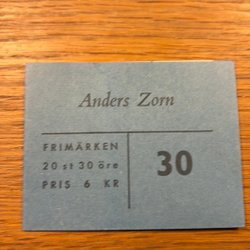 Anders Zorn
FRIMÄRKEN
20 st 30 öre
PRIS 6 KR
30